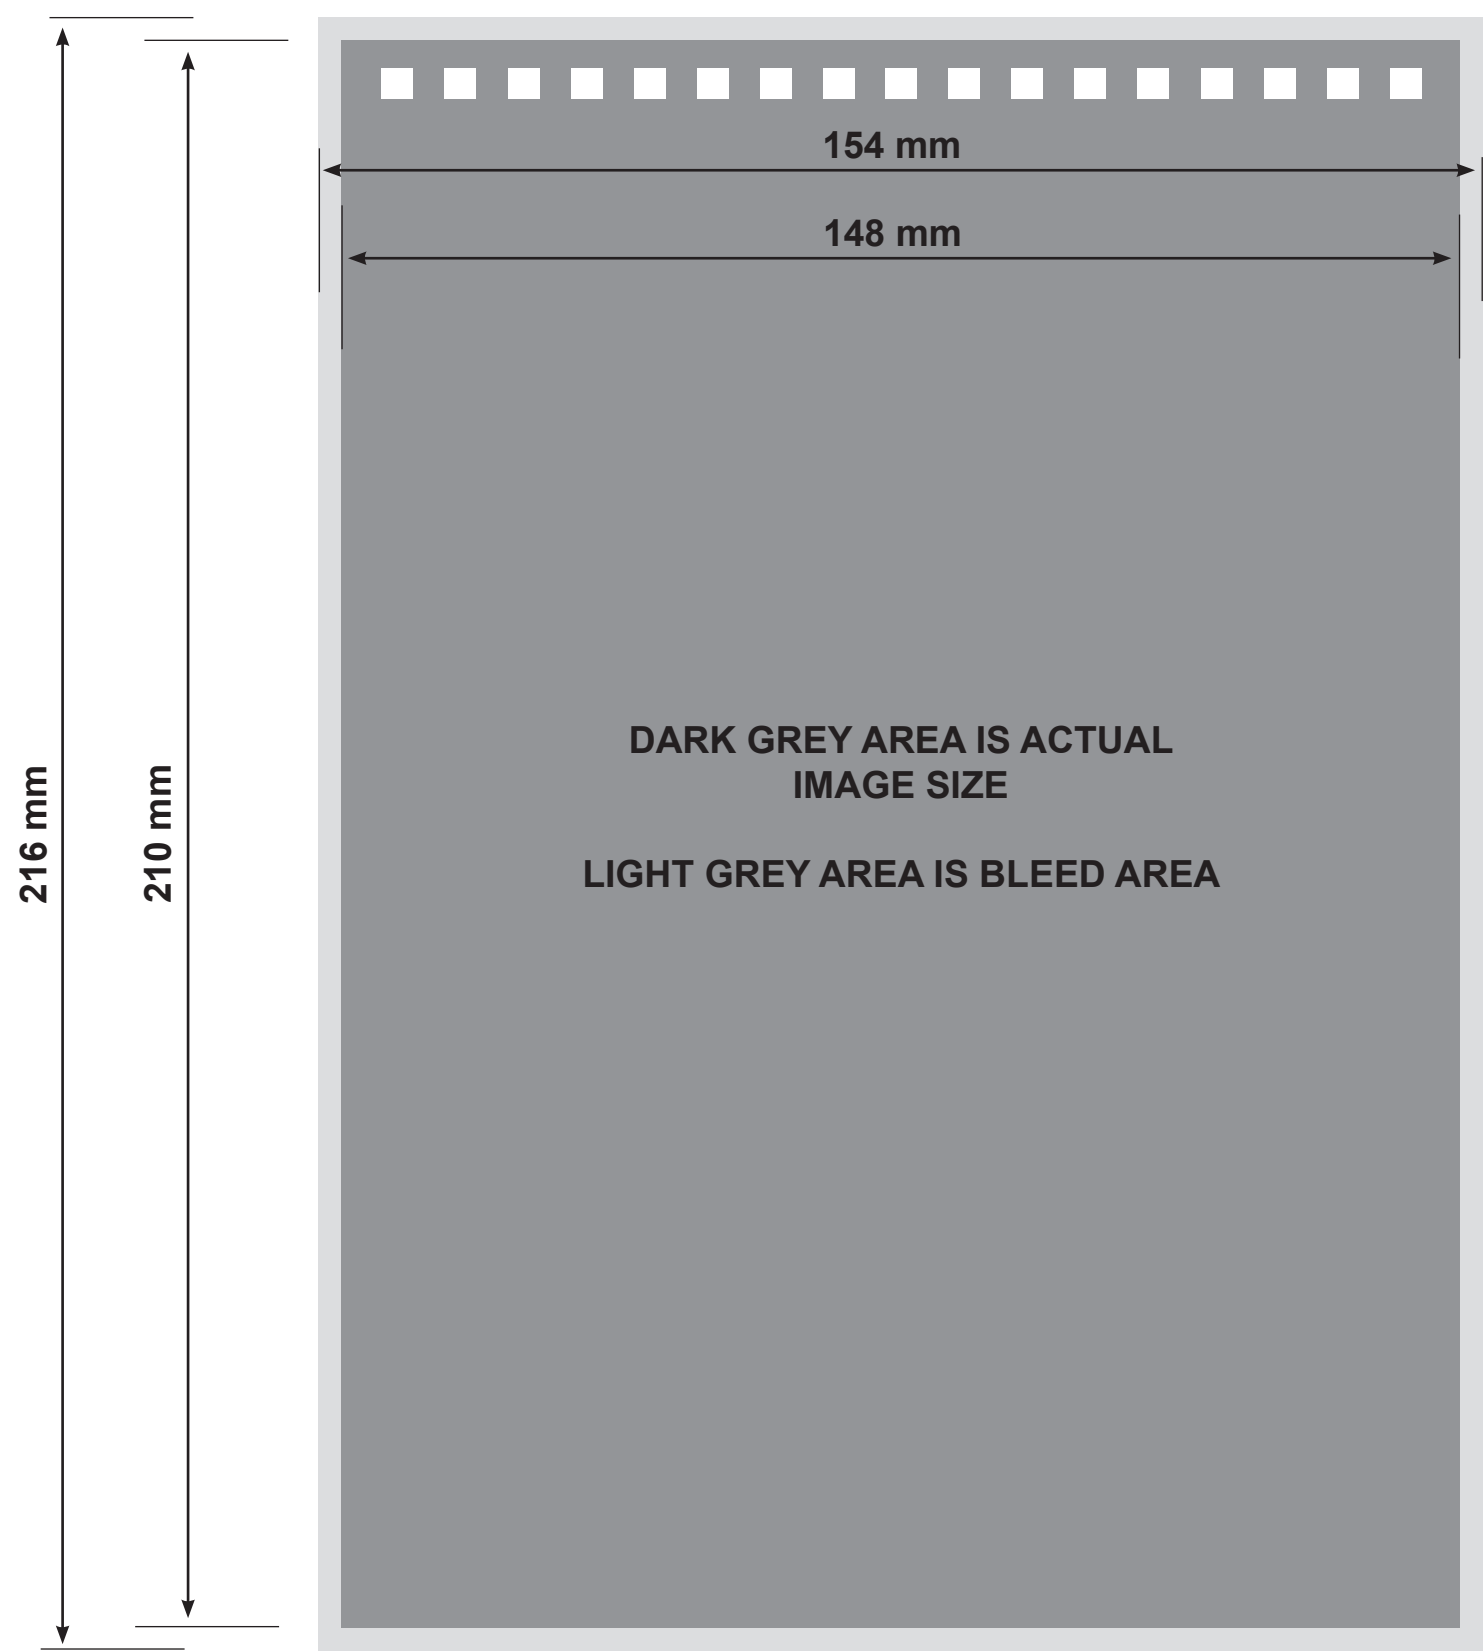 154 mm
148 mm
DARK GREY AREA IS ACTUAL
IMAGE SIZE
LIGHT GREY AREA IS BLEED AREA
216 mm
210 mm